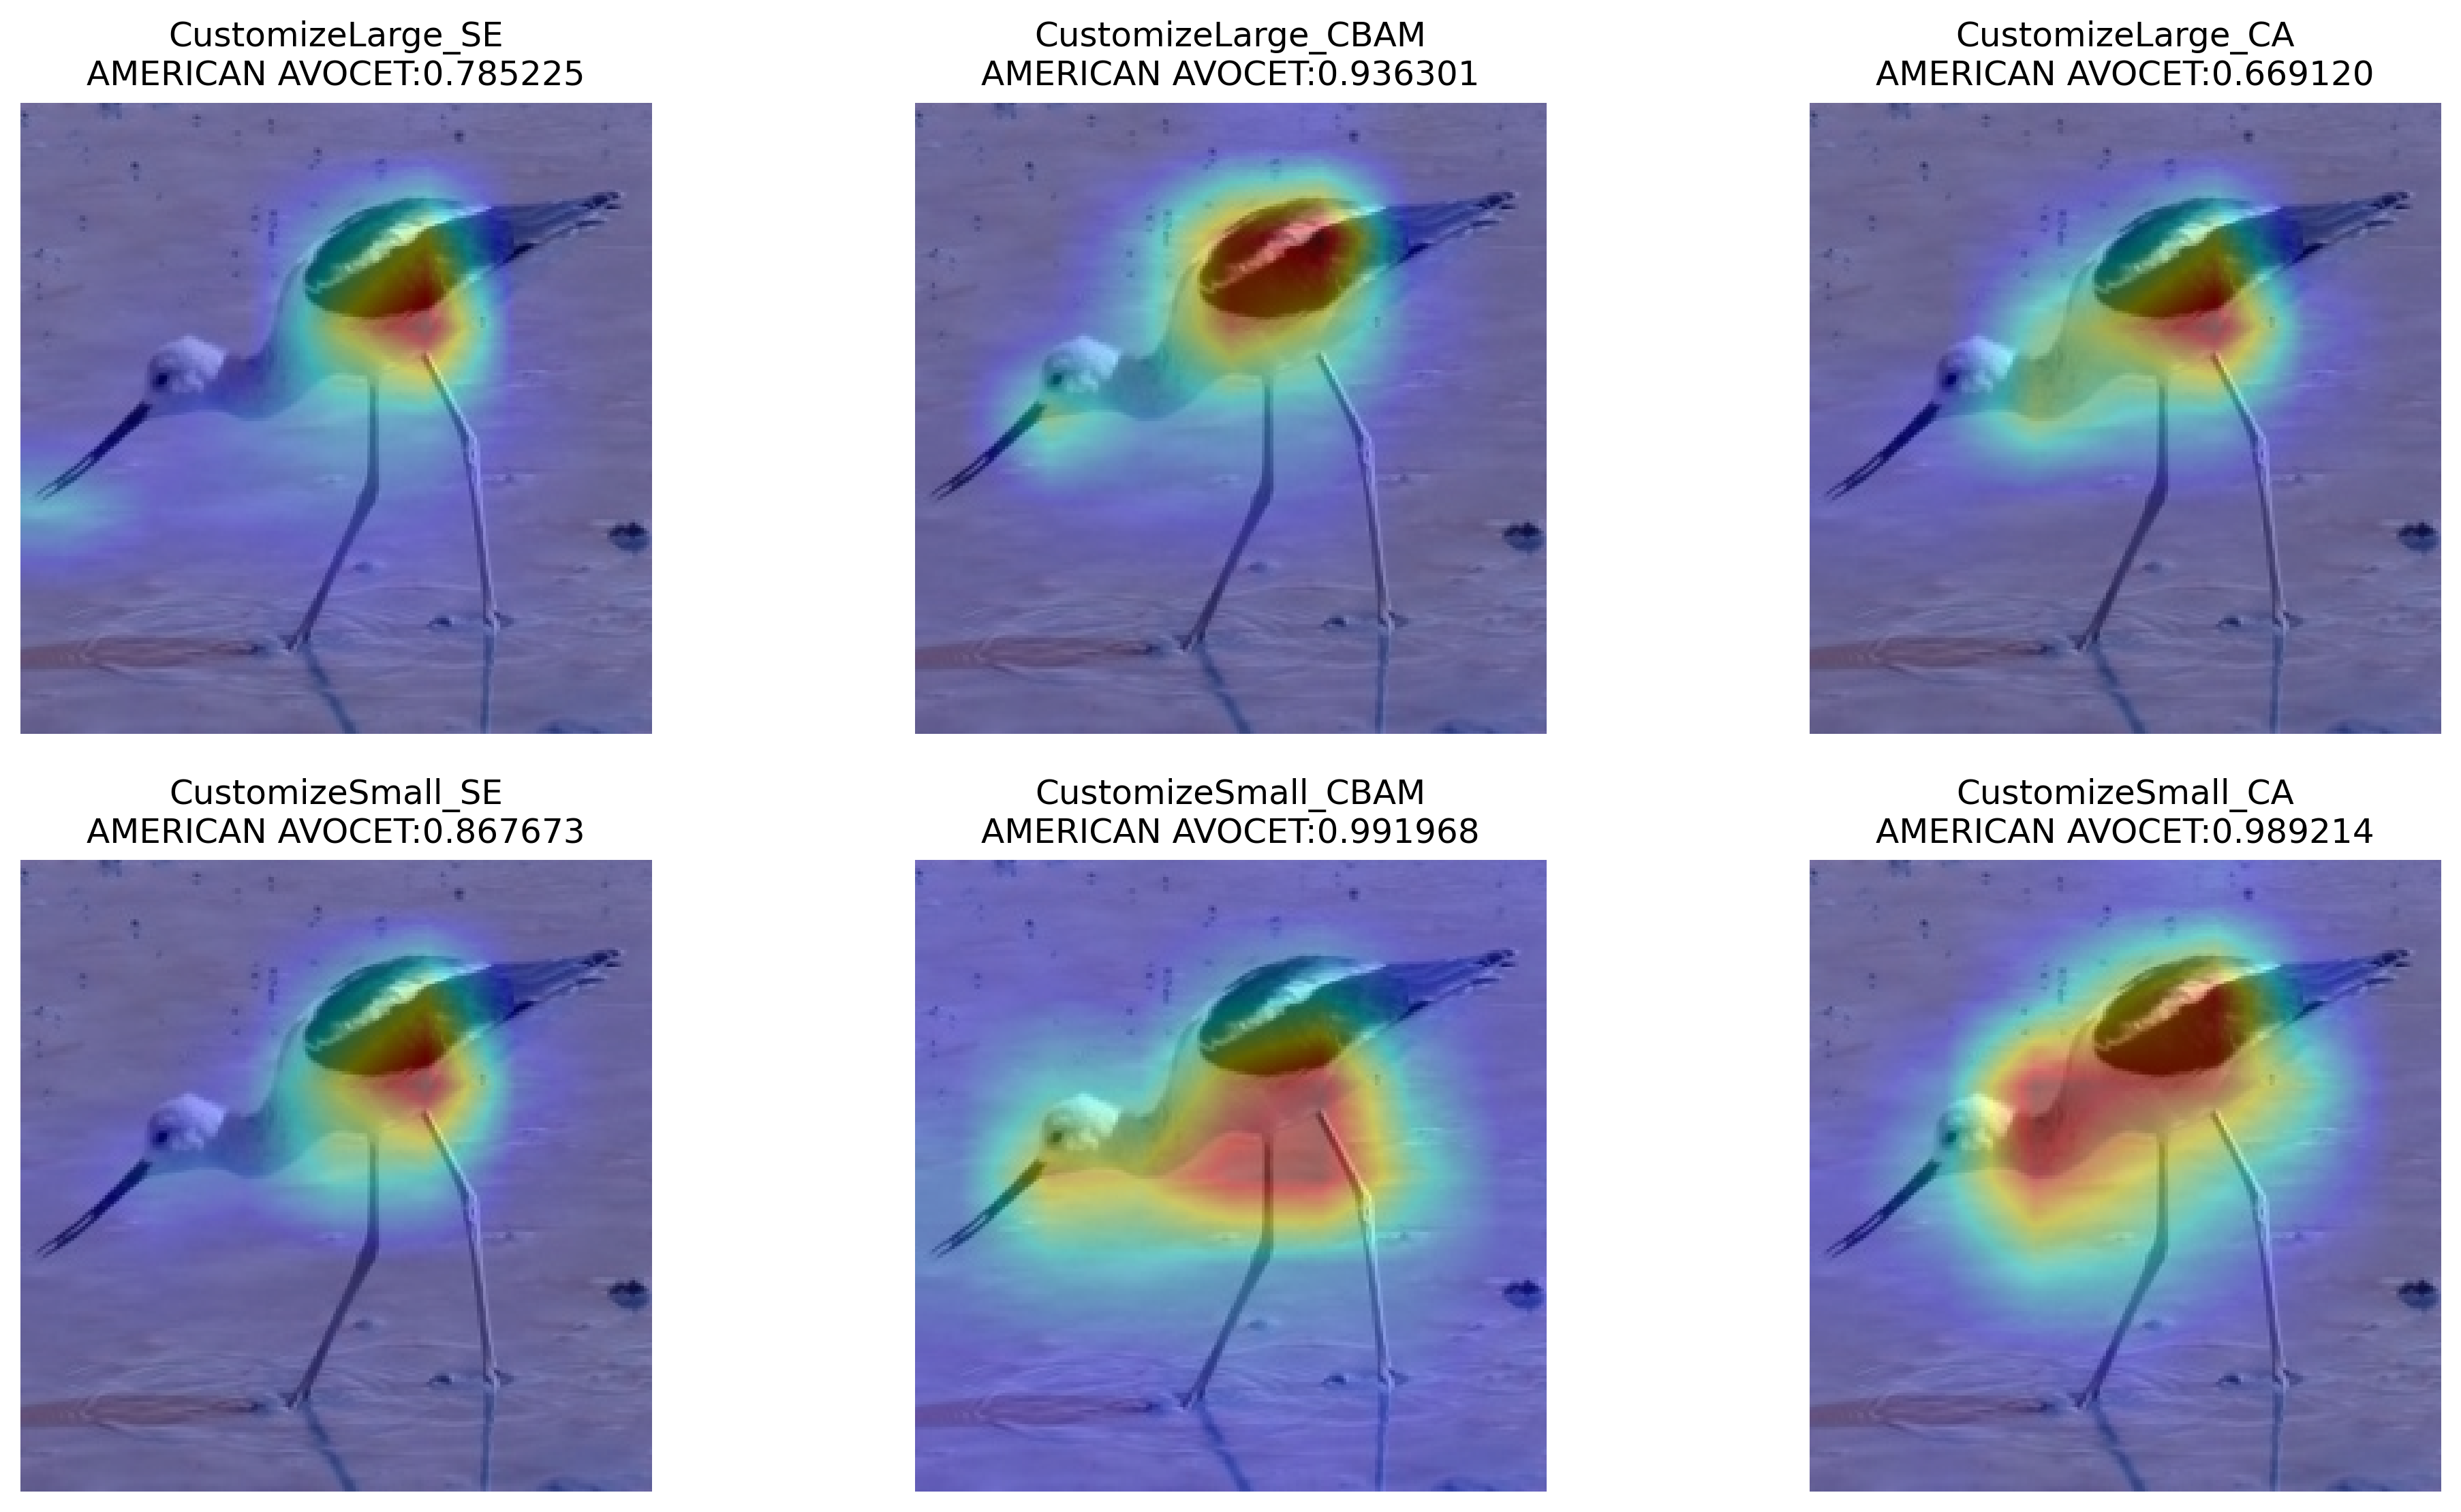 CustomizeLarge_SE
AMERICAN AVOCET:0.785225
CustomizeLarge_CBAM
AMERICAN AVOCET:0.936301
CustomizeLarge_CA
AMERICAN AVOCET:0.669120
CustomizeSmall_SE
AMERICAN AVOCET:0.867673
CustomizeSmall_CBAM
AMERICAN AVOCET:0.991968
CustomizeSmall_CA
AMERICAN AVOCET:0.989214